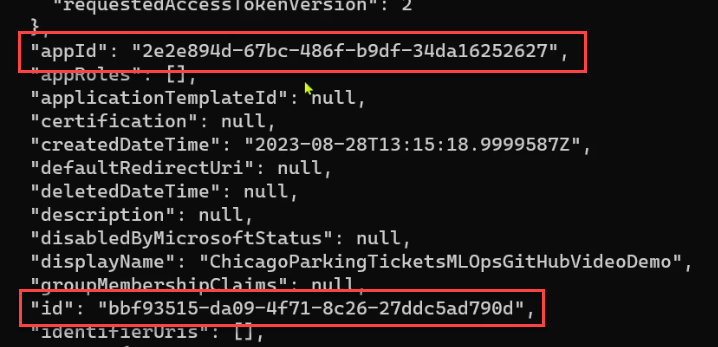 "requestedAccessTokenVersion": 2
},
"appId": "2e2e894d-67bc-486f-b9df-34da16252627",
"appRoles": [],
"applicationTemplateId": null,
"certification": null,
"createdDateTime": "2023-08-28T13:15:18.9999587Z",
"defaultRedirectUri": null,
"deletedDateTime": null,
"description": null,
"disabledByMicrosoftStatus": null,
"displayName": "ChicagoParkingTicketsMLOpsGitHubVideoDemo",
"groupMembershipClaims": null,
"id": "bbf93515-da09-4f71-8c26-27ddc5ad790d",
"identifierUris": [],